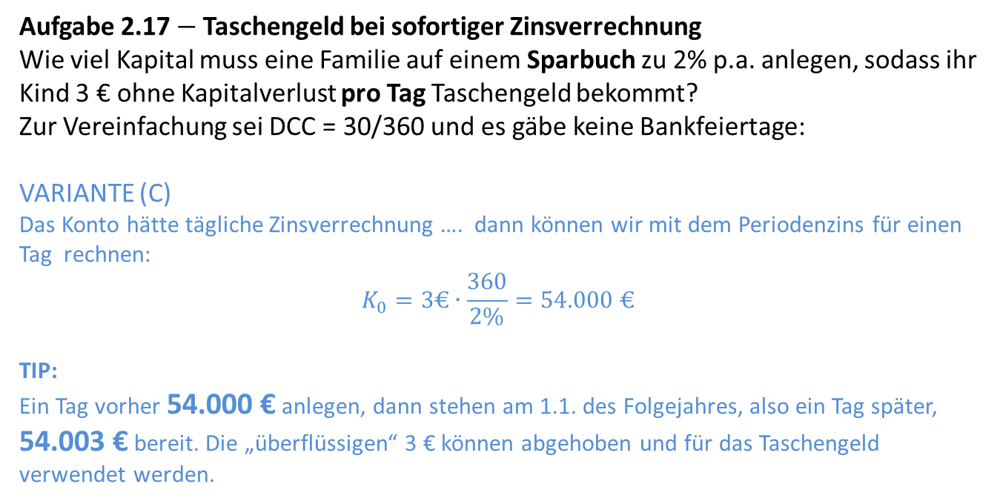 Aufgabe 2.17 − Taschengeld bei sofortiger Zinsverrechnung
Wie viel Kapital muss eine Familie auf einem Sparbuch zu 2% p.a. anlegen, sodass ihr
Kind 3 € ohne Kapitalverlust pro Tag Taschengeld bekommt?
Zur Vereinfachung sei DCC = 30/360 und es gäbe keine Bankfeiertage:
VARIANTE (C)
Das Konto hätte tägliche Zinsverrechnung .... dann können wir mit dem Periodenzins für einen
Tag rechnen:
K₀ = 3€ · 360/2% = 54.000 €
TIP:
Ein Tag vorher 54.000 € anlegen, dann stehen am 1.1. des Folgejahres, also ein Tag später,
54.003 € bereit. Die „überflüssigen“ 3 € können abgehoben und für das Taschengeld
verwendet werden.